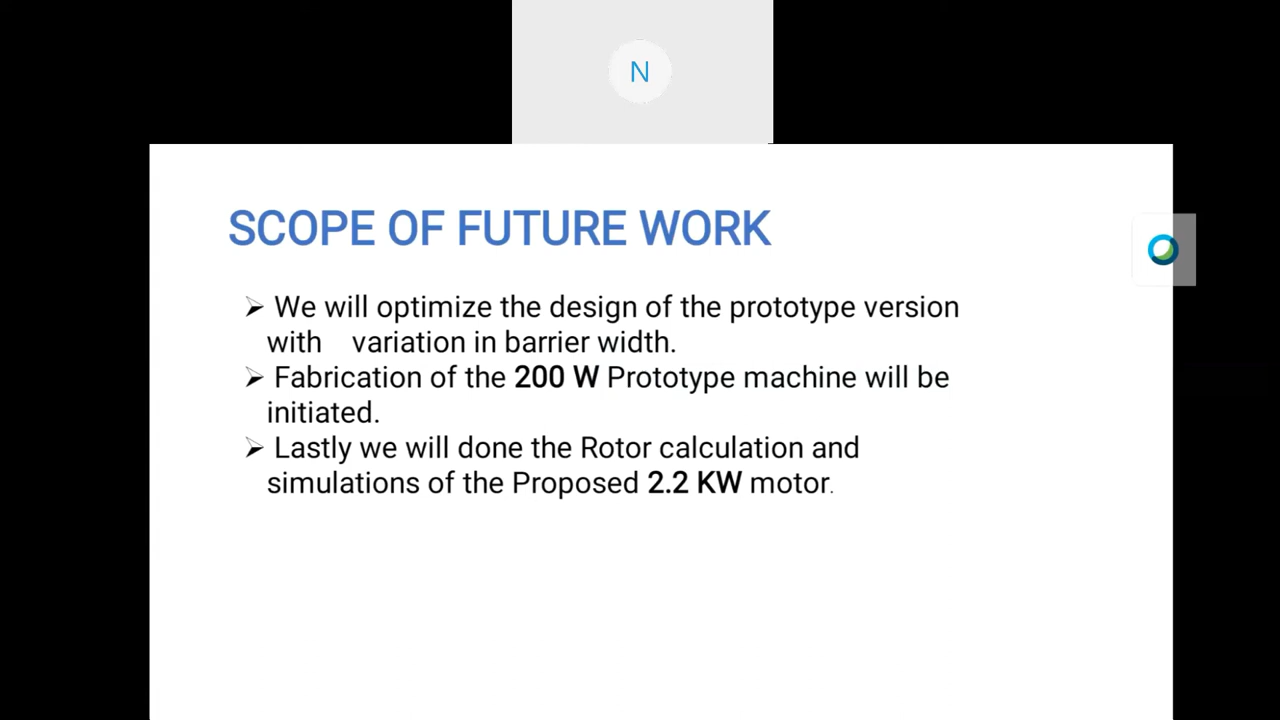 N
SCOPE OF FUTURE WORK
➢ We will optimize the design of the prototype version
with variation in barrier width.
➢ Fabrication of the 200 W Prototype machine will be
initiated.
➢ Lastly we will done the Rotor calculation and
simulations of the Proposed 2.2 KW motor.